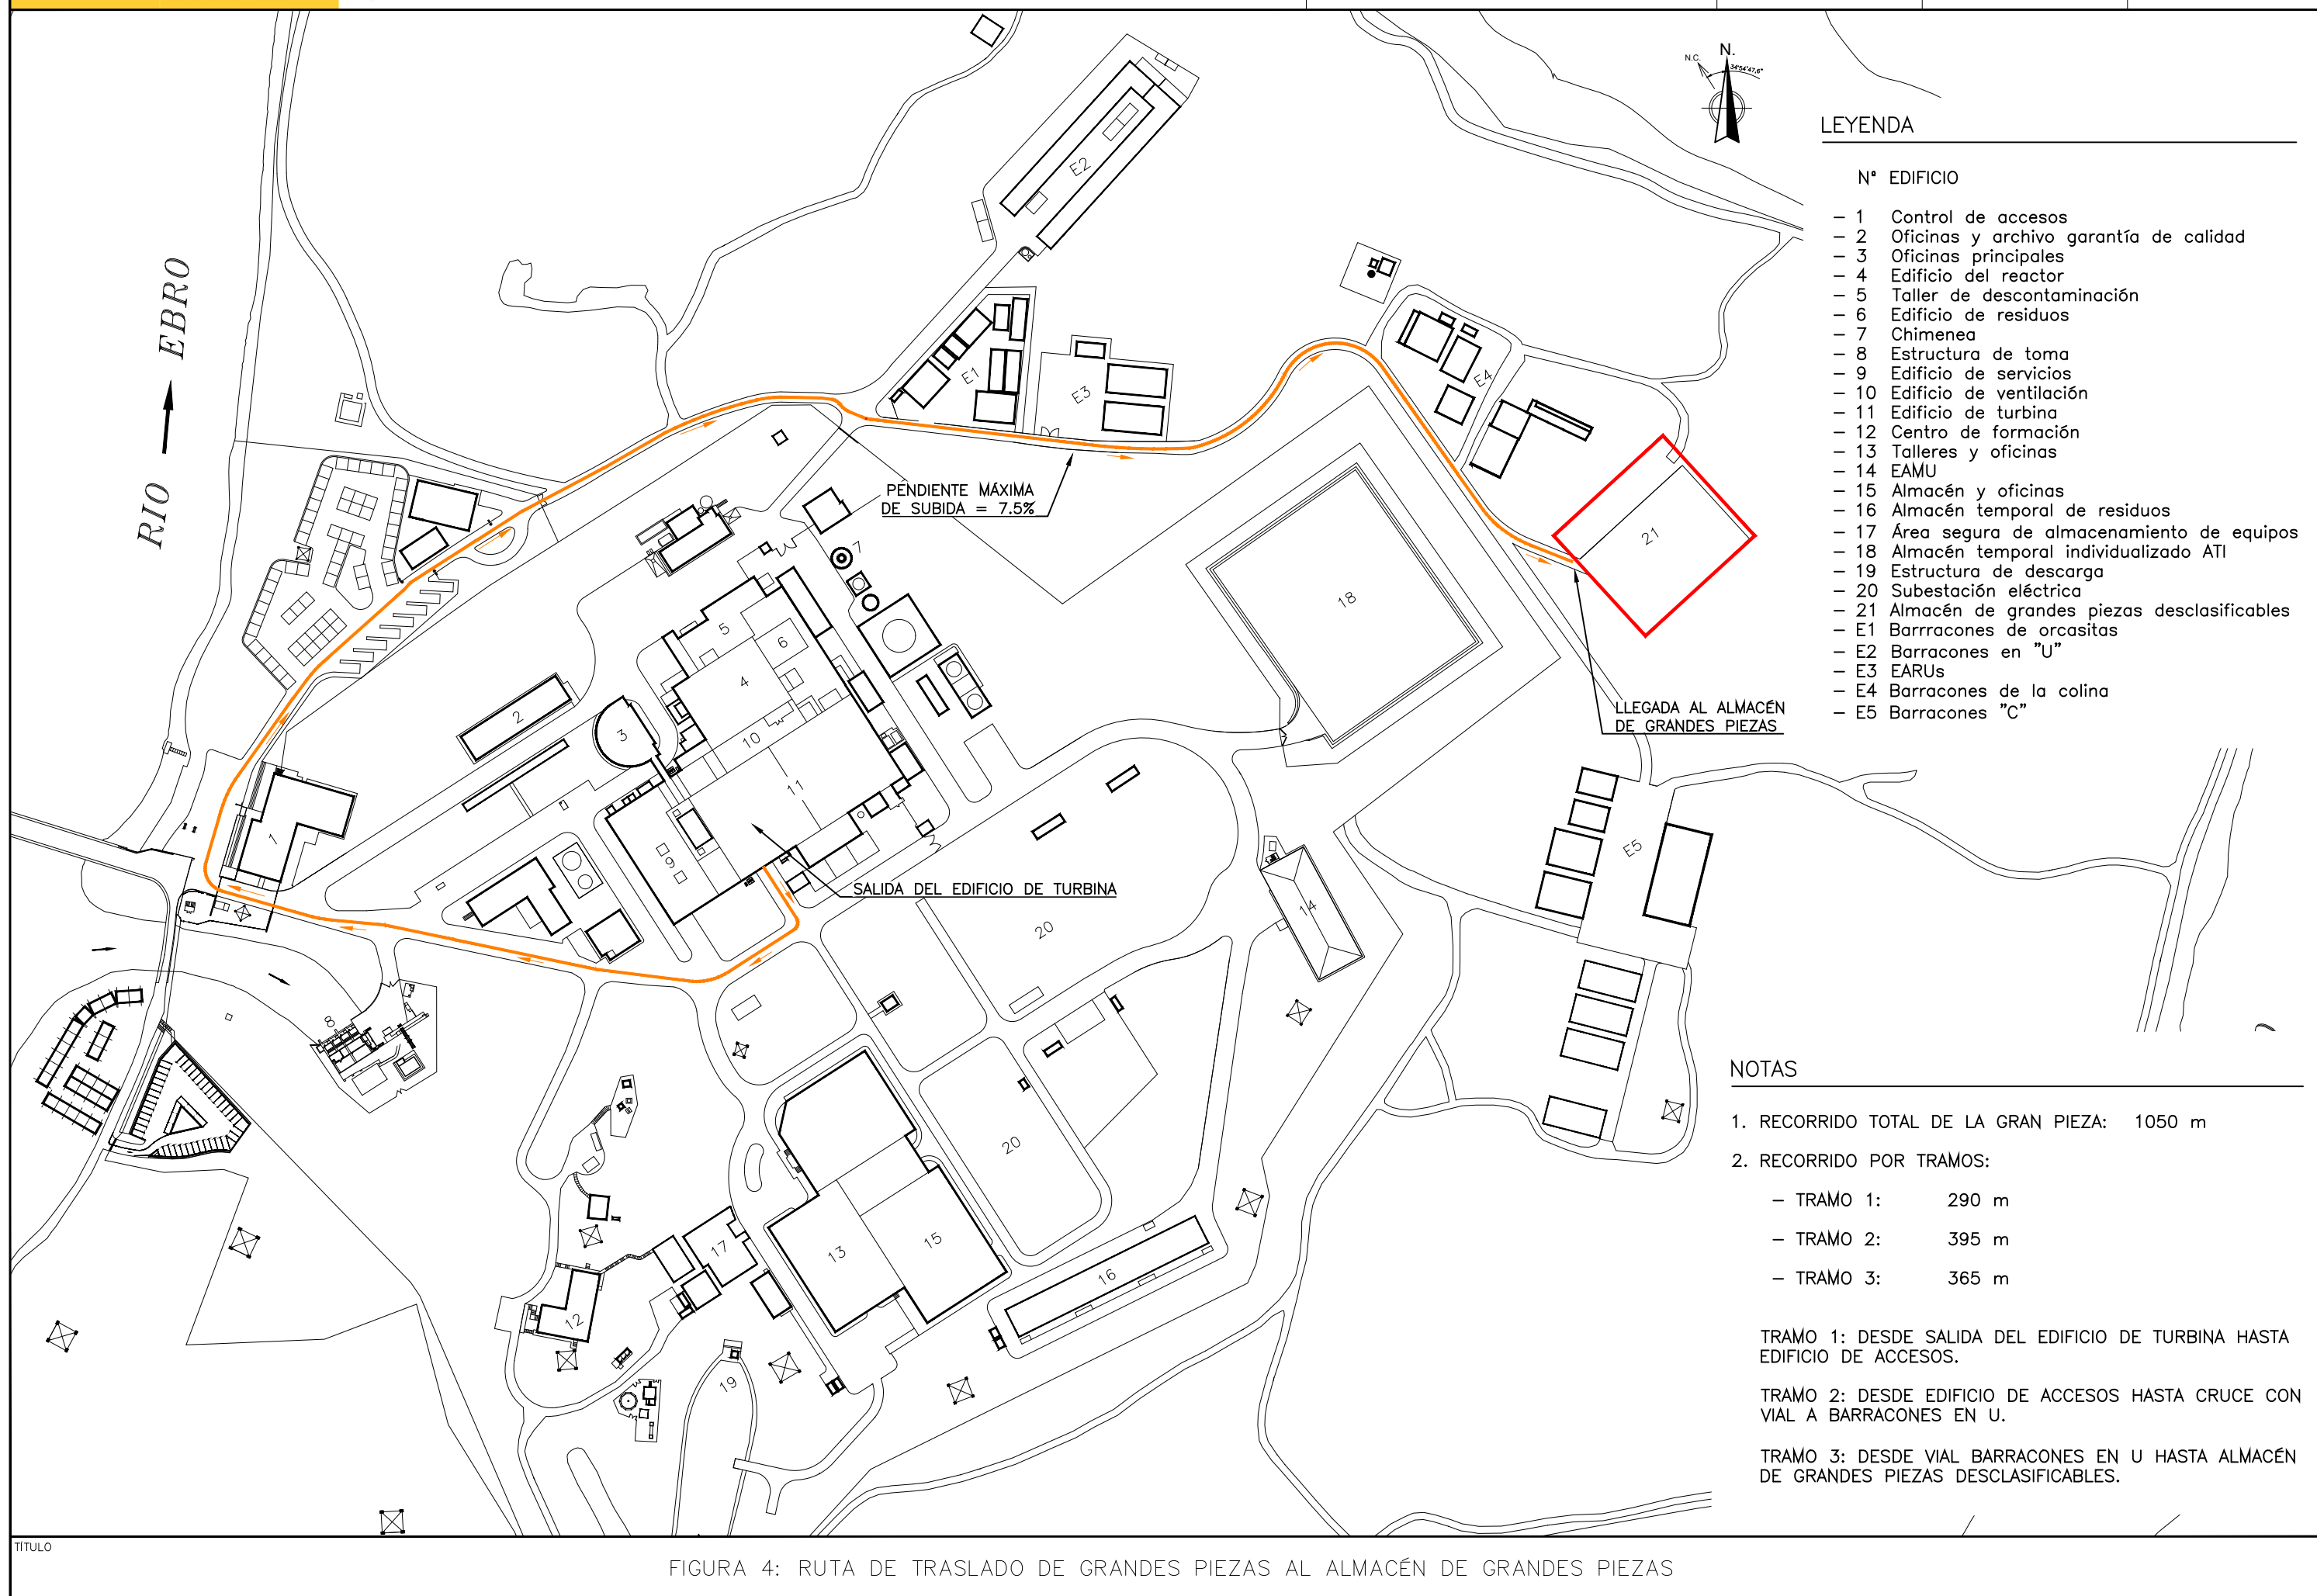 N.
N.C.
34°54'47,6"
LEYENDA
Nº EDIFICIO
– 1 Control de accesos
– 2 Oficinas y archivo garantía de calidad
– 3 Oficinas principales
– 4 Edificio del reactor
– 5 Taller de descontaminación
– 6 Edificio de residuos
– 7 Chimenea
– 8 Estructura de toma
– 9 Edificio de servicios
– 10 Edificio de ventilación
– 11 Edificio de turbina
– 12 Centro de formación
– 13 Talleres y oficinas
– 14 EAMU
– 15 Almacén y oficinas
– 16 Almacén temporal de residuos
– 17 Área segura de almacenamiento de equipos
– 18 Almacén temporal individualizado ATI
– 19 Estructura de descarga
– 20 Subestación eléctrica
– 21 Almacén de grandes piezas desclasificables
– E1 Barrracones de orcasitas
– E2 Barracones en "U"
– E3 EARUs
– E4 Barracones de la colina
– E5 Barracones "C"
RIO EBRO
E2
E1
E3
E4
PENDIENTE MÁXIMA
DE SUBIDA = 7.5%
21
7
18
5
6
4
2
3
10
11
LLEGADA AL ALMACÉN
DE GRANDES PIEZAS
1
9
E5
SALIDA DEL EDIFICIO DE TURBINA
14
20
8
20
17
13
15
16
12
19
NOTAS
1. RECORRIDO TOTAL DE LA GRAN PIEZA: 1050 m
2. RECORRIDO POR TRAMOS:
– TRAMO 1: 290 m
– TRAMO 2: 395 m
– TRAMO 3: 365 m
TRAMO 1: DESDE SALIDA DEL EDIFICIO DE TURBINA HASTA
EDIFICIO DE ACCESOS.
TRAMO 2: DESDE EDIFICIO DE ACCESOS HASTA CRUCE CON
VIAL A BARRACONES EN U.
TRAMO 3: DESDE VIAL BARRACONES EN U HASTA ALMACÉN
DE GRANDES PIEZAS DESCLASIFICABLES.
TÍTULO
FIGURA 4: RUTA DE TRASLADO DE GRANDES PIEZAS AL ALMACÉN DE GRANDES PIEZAS